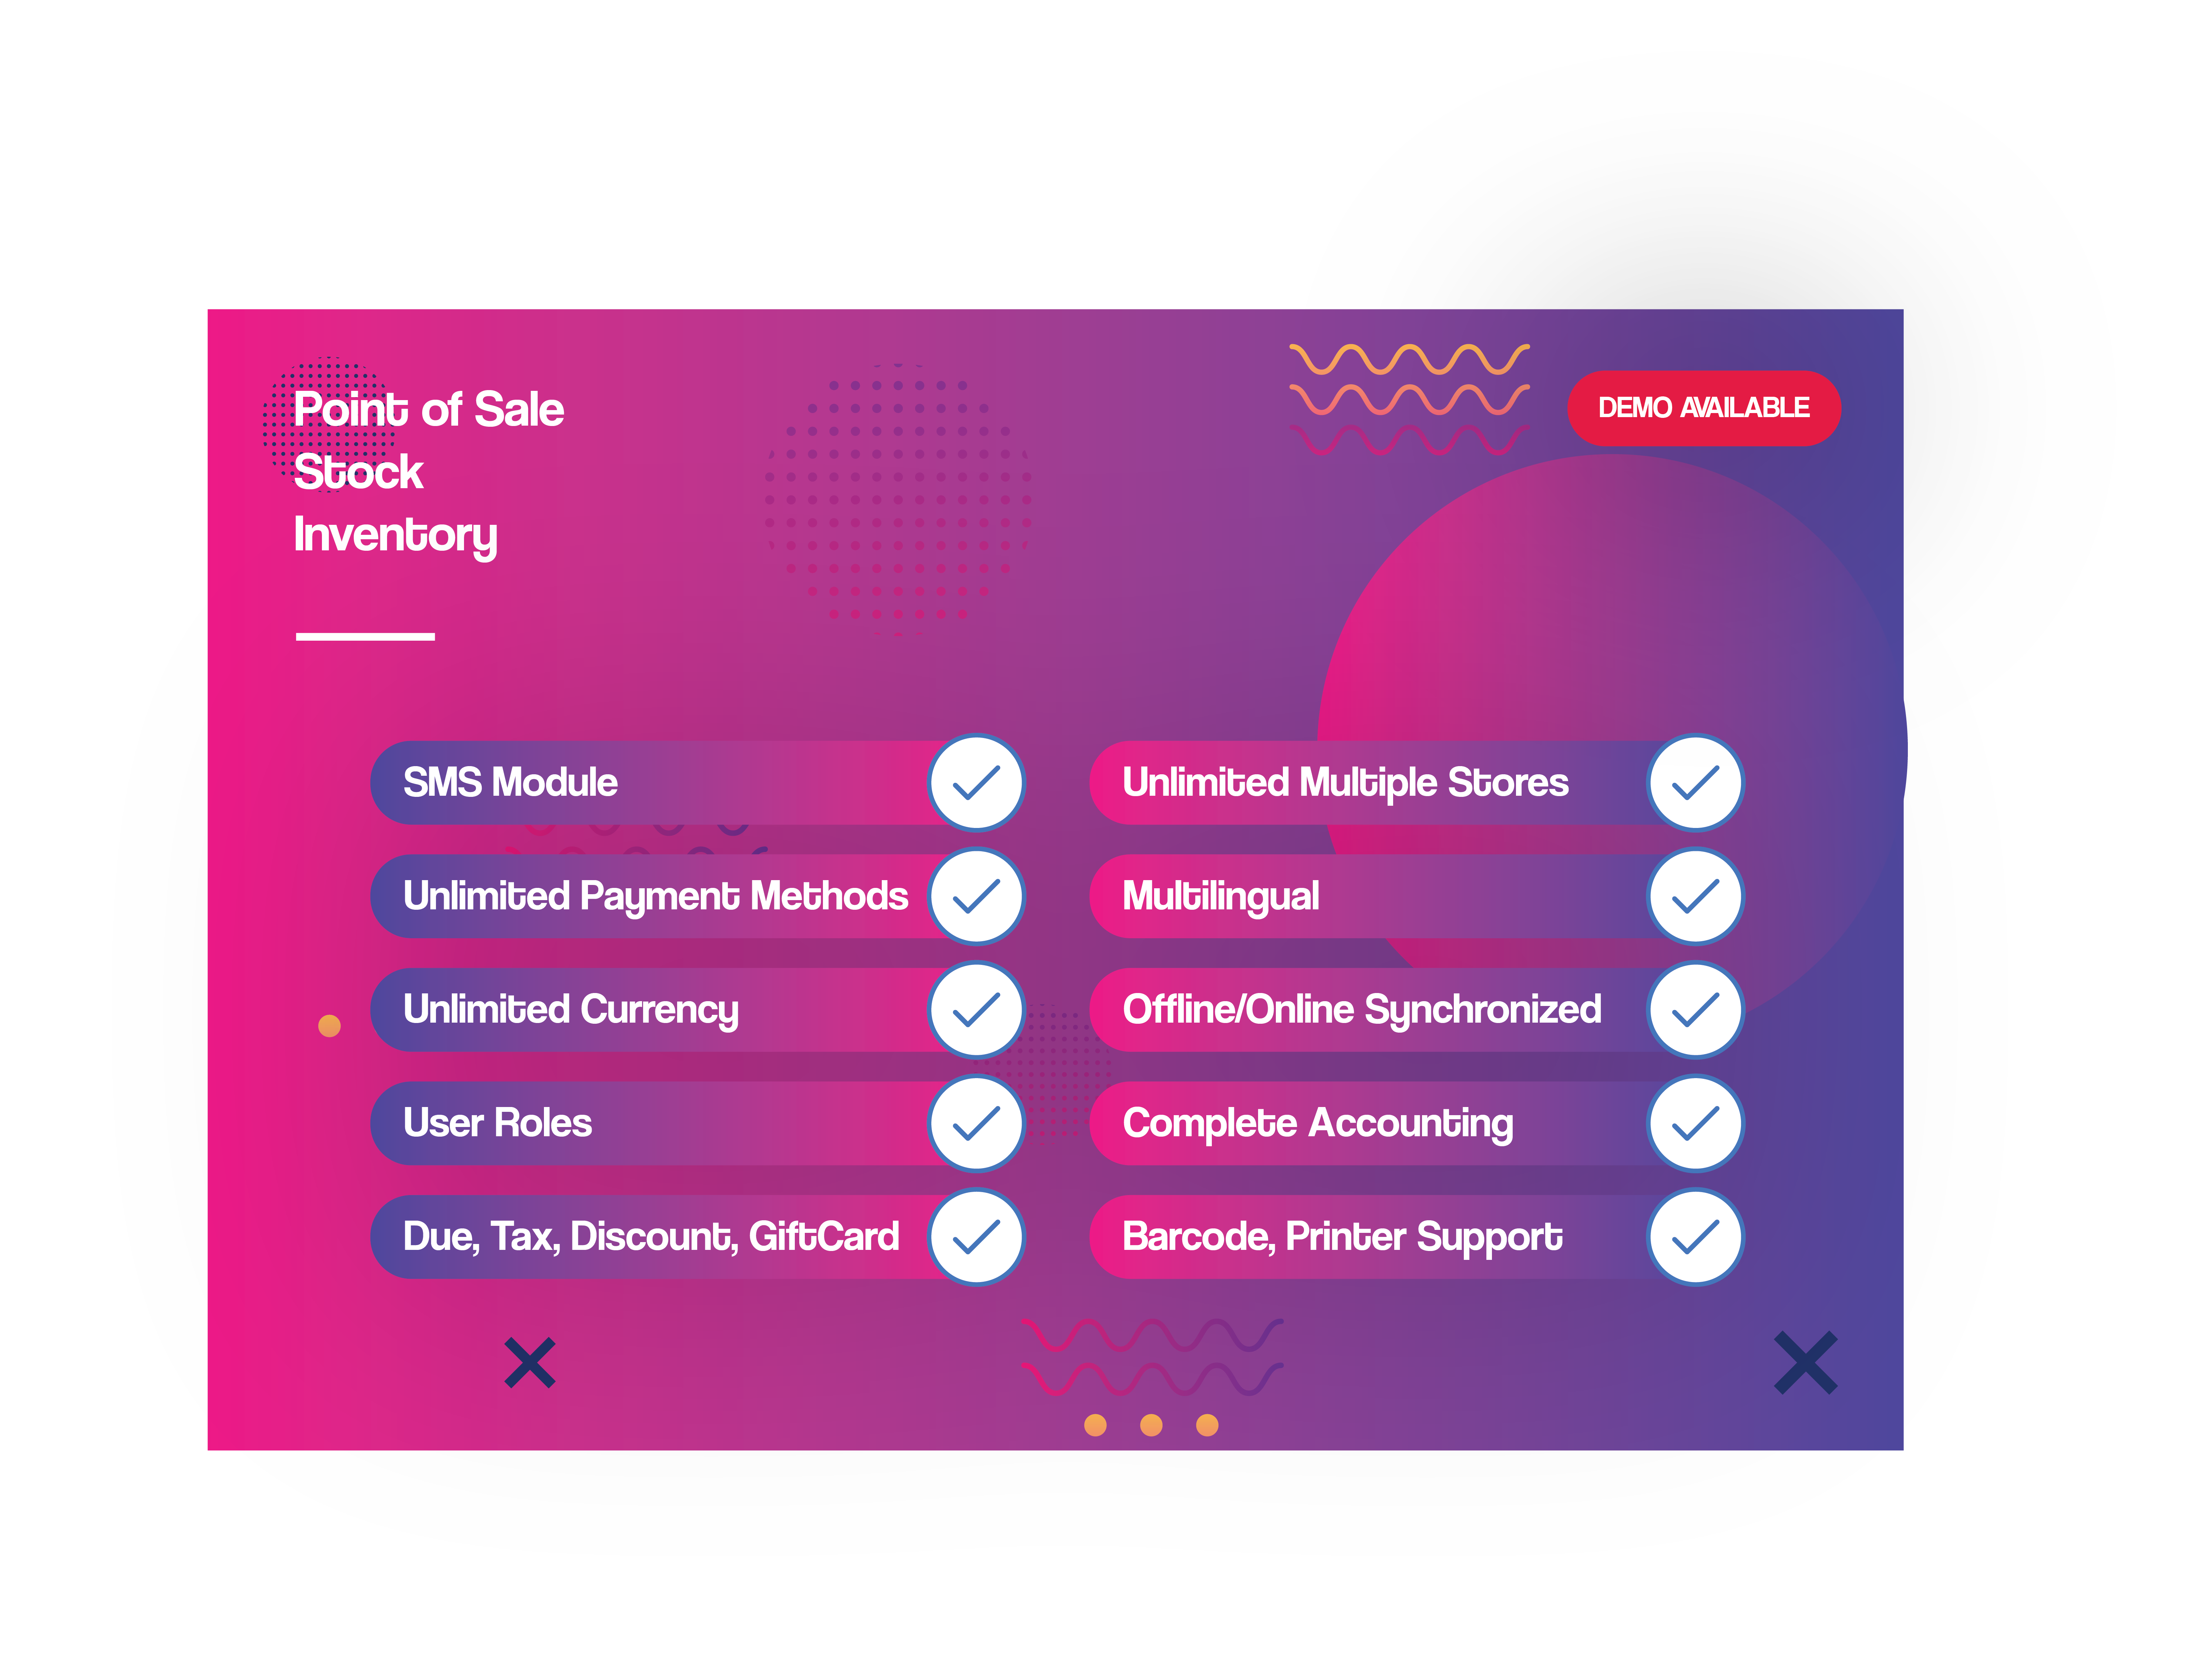 Point of Sale
Stock
Inventory
DEMO AVAILABLE
SMS Module
Unlimited Payment Methods
Unlimited Currency
User Roles
Due, Tax, Discount, GiftCard
Unlimited Multiple Stores
Multilingual
Offline/Online Synchronized
Complete Accounting
Barcode, Printer Support